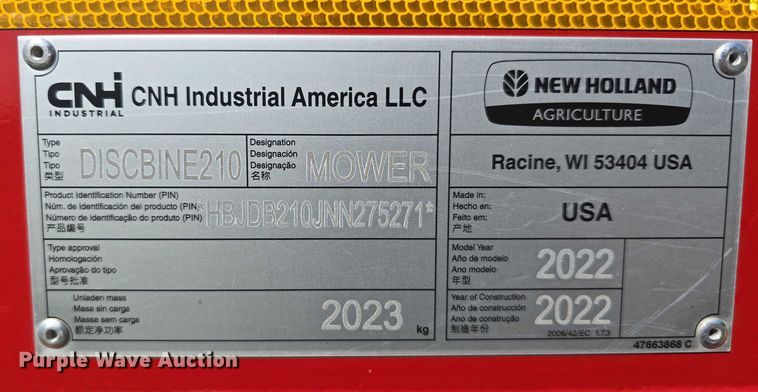 CNHi
INDUSTRIAL
CNH Industrial America LLC
NEW HOLLAND
AGRICULTURE
Type
Tipo
Tipo
类型
DISCBINE210
Designation
Designación
Designação
名称
MOWER
Racine, WI 53404 USA
Product Identification Number (PIN)
Núm. de identificación del producto (PIN)
Número de identificação do produto (PIN)
产品编号
*HBJDB210JNN275271*
Made in:
Hecho en:
Feito em:
产地
USA
Type approval
Homologación
Aprovação do tipo
型号批准
Model Year
Año de modelo
Ano modelo
年型
2022
Unladen mass
Masa sin carga
Massa sem carga
额定净功率
2023 kg
Year of Construction
Año de construcción
Ano de construção
制造年份
2022
2006/42/EC 1.7.3
47663868 C
Purple Wave Auction